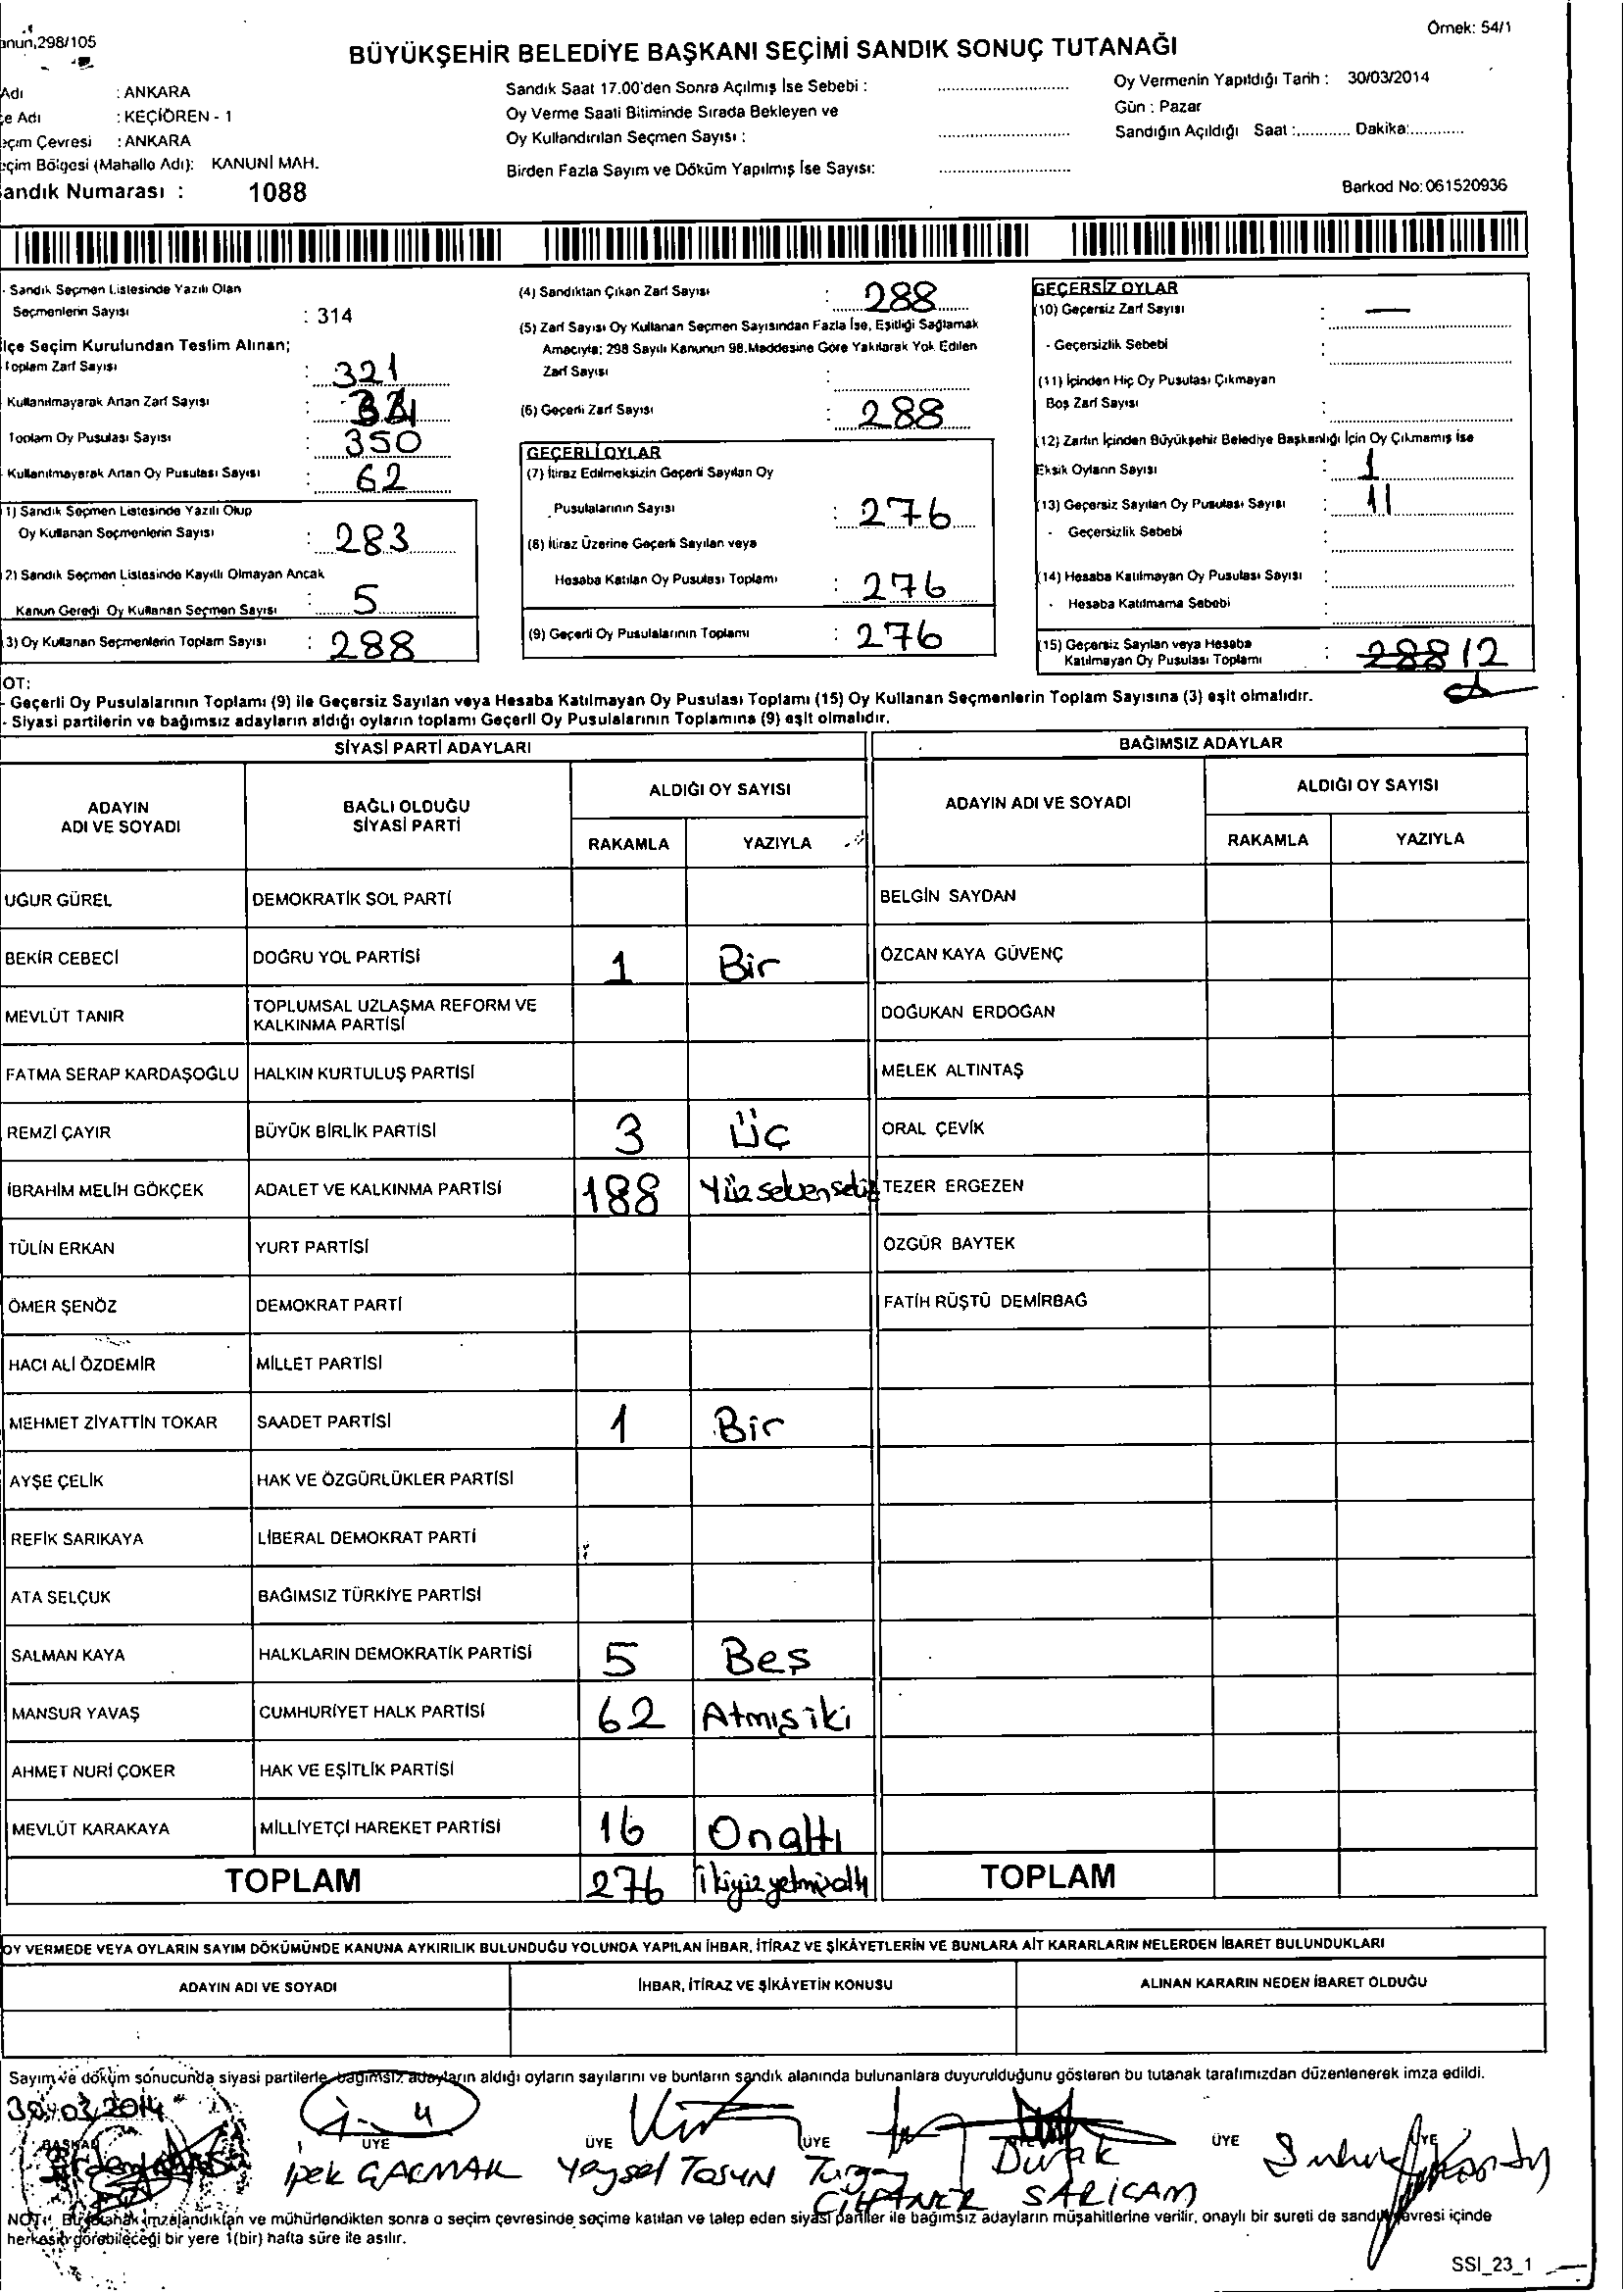 anun,298/105
Örnek: 54/1
BÜYÜKŞEHİR BELEDİYE BAŞKANI SEÇİMİ SANDIK SONUÇ TUTANAĞI
Adı : ANKARA
çe Adı : KEÇİÖREN - 1
eçim Çevresi : ANKARA
eçim Bölgesi (Mahalle Adı): KANUNİ MAH.
andık Numarası : 1088
Sandık Saat 17.00'den Sonra Açılmış İse Sebebi :
Oy Verme Saati Bitiminde Sırada Bekleyen ve
Oy Kullandırılan Seçmen Sayısı :
Birden Fazla Sayım ve Döküm Yapılmış İse Sayısı:
Oy Vermenin Yapıldığı Tarih : 30/03/2014
Gün : Pazar
Sandığın Açıldığı Saat :............ Dakika:............
Barkod No: 061520936
- Sandık Seçmen Listesinde Yazılı Olan
Seçmenlerin Sayısı : 314
İlçe Seçim Kurulundan Teslim Alınan;
Toplam Zarf Sayısı : 321
Kullanılmayarak Artan Zarf Sayısı :
Toplam Oy Pusulası Sayısı : 350
Kullanılmayarak Artan Oy Pusulası Sayısı : 62
1) Sandık Seçmen Listesinde Yazılı Olup
Oy Kullanan Seçmenlerin Sayısı : 283
2) Sandık Seçmen Listesinde Kayıtlı Olmayan Ancak
Kanun Gereği Oy Kullanan Seçmen Sayısı : 5
3) Oy Kullanan Seçmenlerin Toplam Sayısı : 288
(4) Sandıktan Çıkan Zarf Sayısı : 288
(5) Zarf Sayısı Oy Kullanan Seçmen Sayısından Fazla İse, Eşitliği Sağlamak
Amacıyla; 298 Sayılı Kanunun 98.Maddesine Göre Yakılarak Yok Edilen
Zarf Sayısı :
(6) Geçerli Zarf Sayısı : 288
GEÇERLİ OYLAR
(7) İtiraz Edilmeksizin Geçerli Sayılan Oy
Pusulalarının Sayısı : 276
(8) İtiraz Üzerine Geçerli Sayılan veya
Hesaba Katılan Oy Pusulası Toplamı : 276
(9) Geçerli Oy Pusulalarının Toplamı : 276
GEÇERSİZ OYLAR
(10) Geçersiz Zarf Sayısı : —
- Geçersizlik Sebebi :
(11) İçinden Hiç Oy Pusulası Çıkmayan
Boş Zarf Sayısı :
(12) Zarfın İçinden Büyükşehir Belediye Başkanlığı İçin Oy Çıkmamış İse
Eksik Oyların Sayısı : 1
(13) Geçersiz Sayılan Oy Pusulası Sayısı : 11
- Geçersizlik Sebebi :
(14) Hesaba Katılmayan Oy Pusulası Sayısı :
- Hesaba Katılmama Sebebi :
(15) Geçersiz Sayılan veya Hesaba
Katılmayan Oy Pusulası Toplamı : 288 12
OT:
- Geçerli Oy Pusulalarının Toplamı (9) ile Geçersiz Sayılan veya Hesaba Katılmayan Oy Pusulası Toplamı (15) Oy Kullanan Seçmenlerin Toplam Sayısına (3) eşit olmalıdır.
- Siyasi partilerin ve bağımsız adayların aldığı oyların toplamı Geçerli Oy Pusulalarının Toplamına (9) eşit olmalıdır.
SİYASİ PARTİ ADAYLARI
BAĞIMSIZ ADAYLAR
ADAYIN ADI VE SOYADI
BAĞLI OLDUĞU SİYASİ PARTİ
ALDIĞI OY SAYISI
RAKAMLA YAZIYLA
ADAYIN ADI VE SOYADI
ALDIĞI OY SAYISI
RAKAMLA YAZIYLA
UĞUR GÜREL DEMOKRATİK SOL PARTİ BELGİN SAYDAN
BEKİR CEBECİ DOĞRU YOL PARTİSİ 1 Bir ÖZCAN KAYA GÜVENÇ
MEVLÜT TANIR TOPLUMSAL UZLAŞMA REFORM VE KALKINMA PARTİSİ DOĞUKAN ERDOĞAN
FATMA SERAP KARDAŞOĞLU HALKIN KURTULUŞ PARTİSİ MELEK ALTINTAŞ
REMZİ ÇAYIR BÜYÜK BİRLİK PARTİSİ 3 Üç ORAL ÇEVİK
İBRAHİM MELİH GÖKÇEK ADALET VE KALKINMA PARTİSİ 188 TEZER ERGEZEN
TÜLİN ERKAN YURT PARTİSİ ÖZGÜR BAYTEK
ÖMER ŞENÖZ DEMOKRAT PARTİ FATİH RÜŞTÜ DEMİRBAĞ
HACI ALİ ÖZDEMİR MİLLET PARTİSİ
MEHMET ZİYATTİN TOKAR SAADET PARTİSİ 1 Bir
AYŞE ÇELİK HAK VE ÖZGÜRLÜKLER PARTİSİ
REFİK SARIKAYA LİBERAL DEMOKRAT PARTİ
ATA SELÇUK BAĞIMSIZ TÜRKİYE PARTİSİ
SALMAN KAYA HALKLARIN DEMOKRATİK PARTİSİ 5 Beş
MANSUR YAVAŞ CUMHURİYET HALK PARTİSİ 62 Atmışiki
AHMET NURİ ÇOKER HAK VE EŞİTLİK PARTİSİ
MEVLÜT KARAKAYA MİLLİYETÇİ HAREKET PARTİSİ 16 Onaltı
TOPLAM 276 ikiyüzyetmişaltı TOPLAM
OY VERMEDE VEYA OYLARIN SAYIM DÖKÜMÜNDE KANUNA AYKIRILIK BULUNDUĞU YOLUNDA YAPILAN İHBAR, İTİRAZ VE ŞİKÂYETLERİN VE BUNLARA AİT KARARLARIN NELERDEN İBARET BULUNDUKLARI
ADAYIN ADI VE SOYADI İHBAR, İTİRAZ VE ŞİKÂYETİN KONUSU ALINAN KARARIN NEDEN İBARET OLDUĞU
Sayım ve döküm sonucunda siyasi partilerle bağımsız adayların aldığı oyların sayılarını ve bunların sandık alanında bulunanlara duyurulduğunu gösteren bu tutanak tarafımızdan düzenlenerek imza edildi.
30.03.2014
BAŞKAN ÜYE ÜYE ÜYE ÜYE ÜYE
İpek GAEMAK Veysel TOSUN Turgay Durak SARIÇAM
NOT: Bu tutanak imzalandıktan ve mühürlendikten sonra o seçim çevresinde seçime katılan ve talep eden siyasi partiler ile bağımsız adayların müşahitlerine verilir, onaylı bir sureti de sandık çevresi içinde
herkesin görebileceği bir yere 1(bir) hafta süre ile asılır.
SSI_23_1